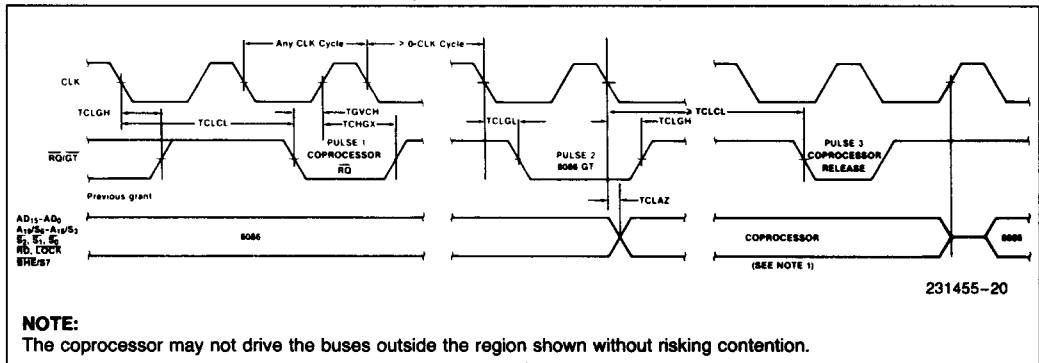 Any CLK Cycle
> 0-CLK Cycle
CLK
TCLGH
TCLCL
TGVCH
TCHGX
TCLGL
TCLGH
≥ TCLCL
RQ/GT
PULSE 1
COPROCESSOR
RQ
PULSE 2
8086 GT
PULSE 3
COPROCESSOR
RELEASE
Previous grant
TCLAZ
AD15-AD0
A19/S6-A16/S3
S2, S1, S0
RD, LOCK
BHE/S7
8086
COPROCESSOR
8086
(SEE NOTE 1)
231455-20
NOTE:
The coprocessor may not drive the buses outside the region shown without risking contention.